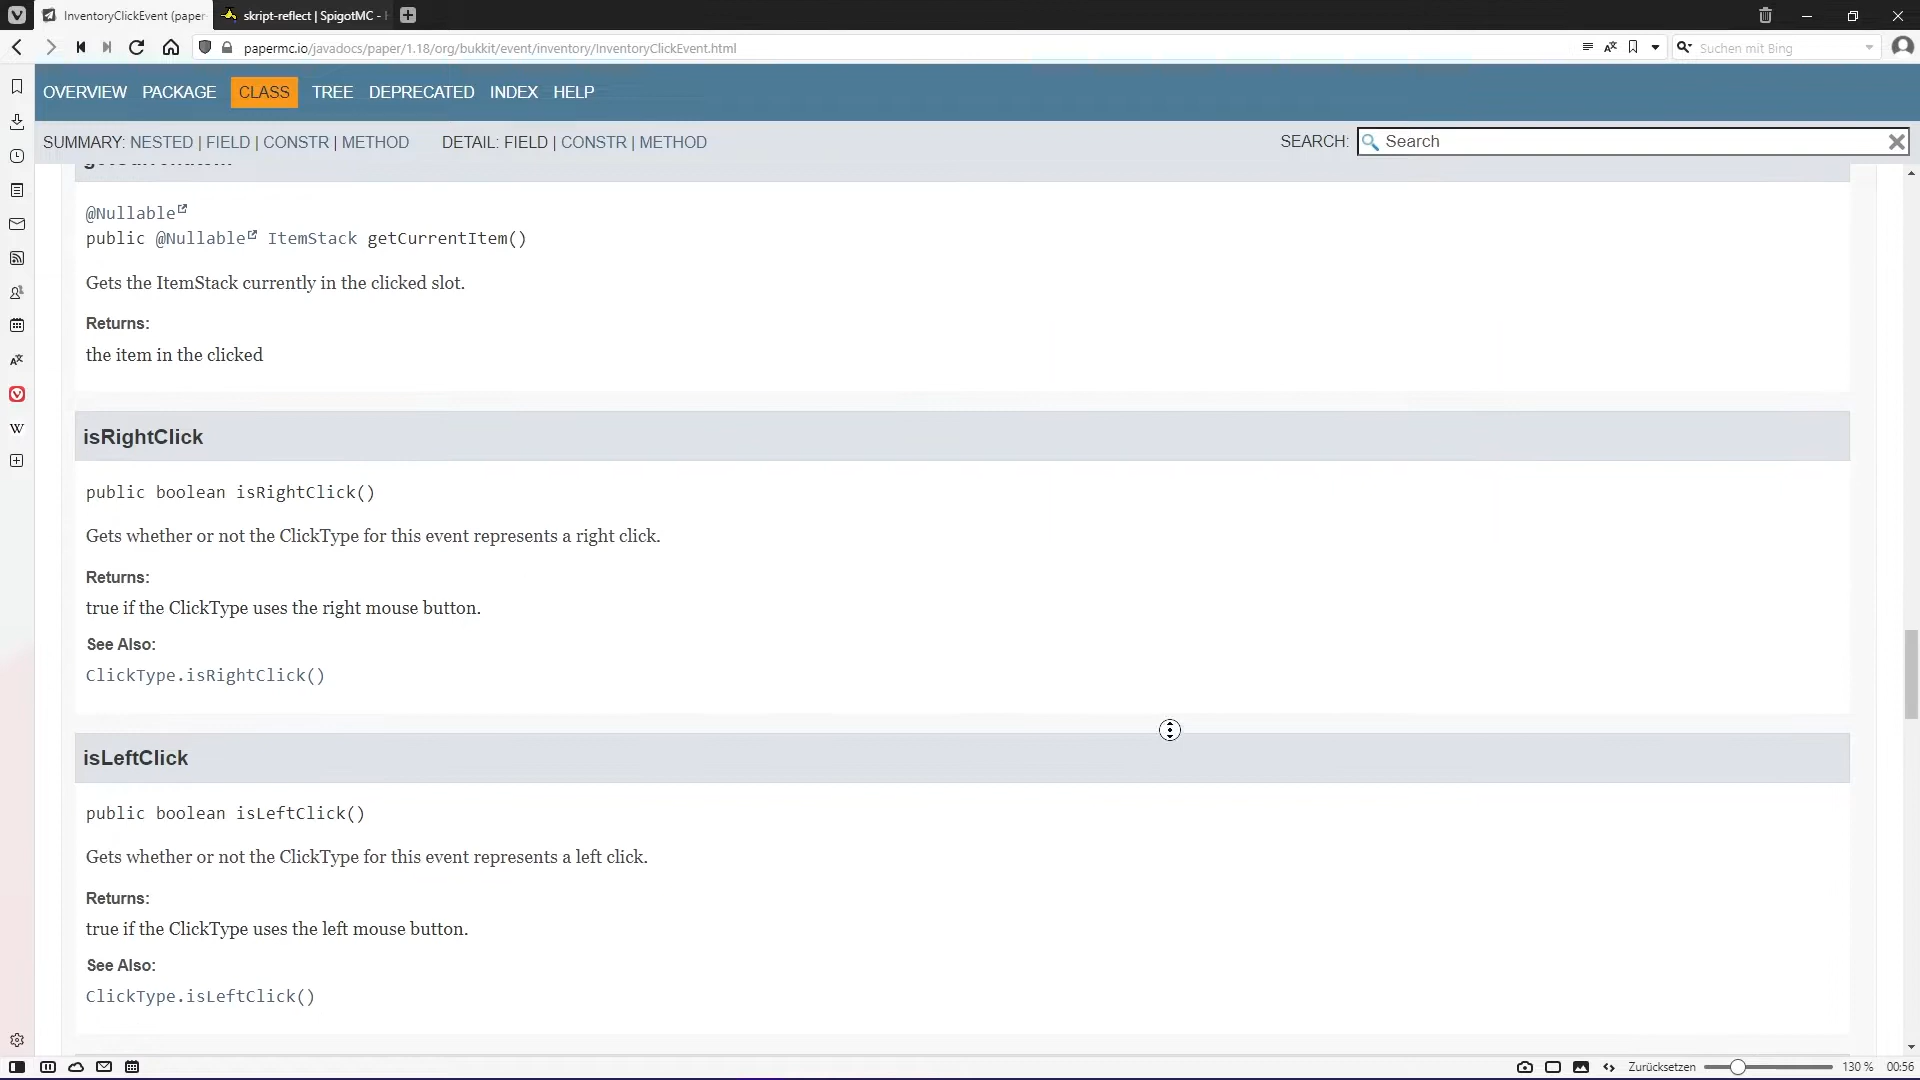 InventoryClickEvent (paper-
skript-reflect | SpigotMC -
papermc.io/javadocs/paper/1.18/org/bukkit/event/inventory/InventoryClickEvent.html
Suchen mit Bing
OVERVIEW PACKAGE CLASS TREE DEPRECATED INDEX HELP
SUMMARY: NESTED | FIELD | CONSTR | METHOD DETAIL: FIELD | CONSTR | METHOD SEARCH: Search
@Nullable
public @Nullable ItemStack getCurrentItem()
Gets the ItemStack currently in the clicked slot.
Returns:
the item in the clicked
isRightClick
public boolean isRightClick()
Gets whether or not the ClickType for this event represents a right click.
Returns:
true if the ClickType uses the right mouse button.
See Also:
ClickType.isRightClick()
isLeftClick
public boolean isLeftClick()
Gets whether or not the ClickType for this event represents a left click.
Returns:
true if the ClickType uses the left mouse button.
See Also:
ClickType.isLeftClick()
Zurücksetzen 130 % 00:56